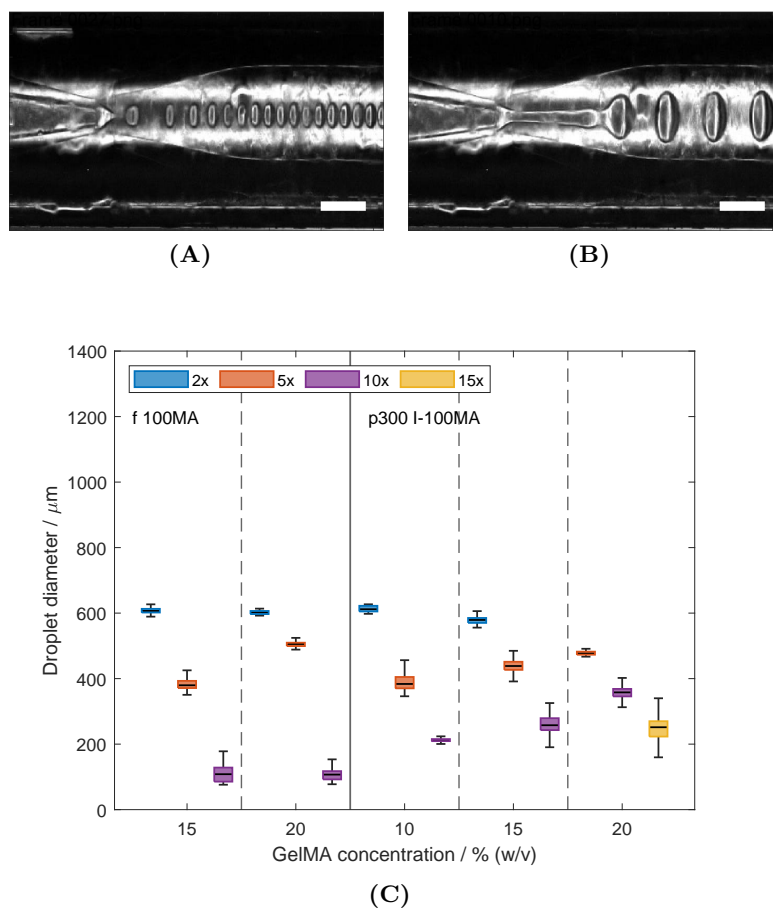 (A)
(B)
1400
1200
1000
800
600
400
200
0
Droplet diameter / μm
2x 5x 10x 15x
f 100MA p300 I-100MA
15 20 10 15 20
GelMA concentration / % (w/v)
(C)